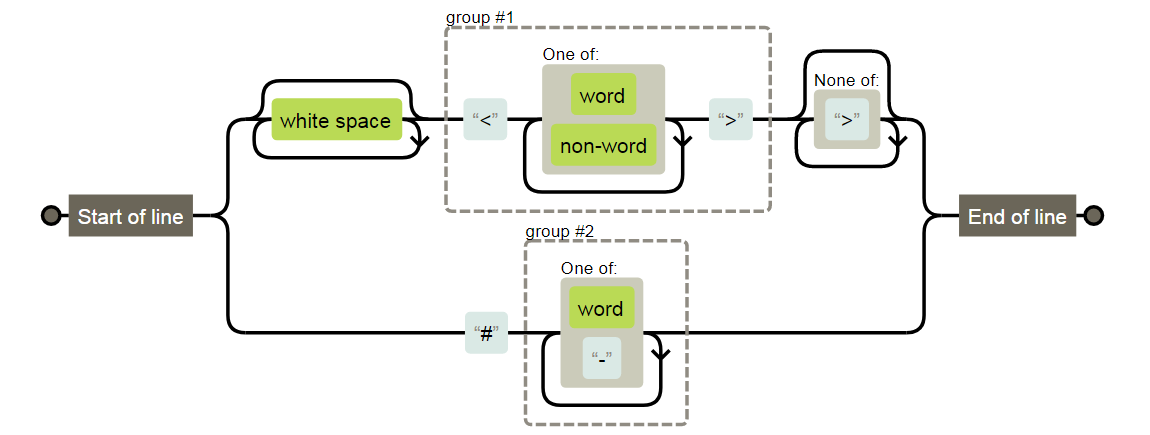 group #1
One of:
None of:
word
white space
“<”
“>”
“>”
non-word
Start of line
End of line
group #2
One of:
word
“#”
“-”